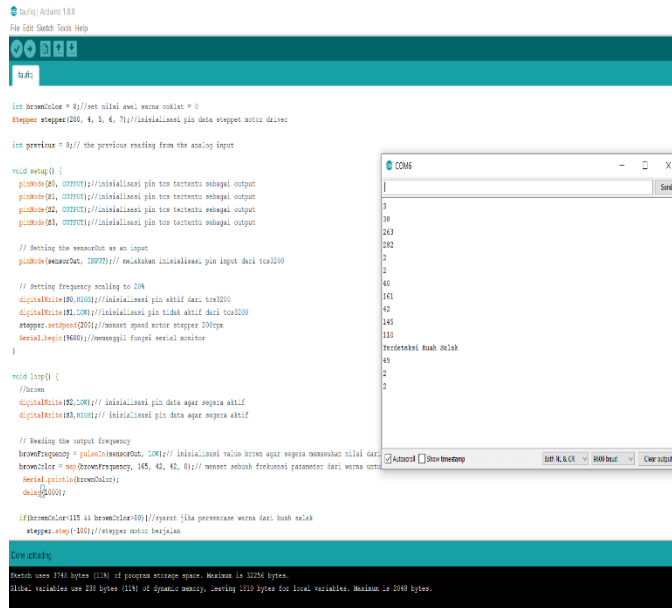 taufiq | Arduino 1.8.8
File Edit Sketch Tools Help
taufiq
int brownColor = 0;//set nilai awal warna coklat = 0
Stepper stepper(200, 4, 5, 6, 7);//inisialisasi pin data steppet motor driver
int previous = 0;// the previous reading from the analog input
void setup() {
pinMode(S0, OUTPUT);//inisialisasi pin tcs tertentu sebagai output
pinMode(S1, OUTPUT);//inisialisasi pin tcs tertentu sebagai output
pinMode(S2, OUTPUT);//inisialisasi pin tcs tertentu sebagai output
pinMode(S3, OUTPUT);//inisialisasi pin tcs tertentu sebagai output
// Setting the sensorOut as an input
pinMode(sensorOut, INPUT);// melakukan inisialisasi pin input dari tcs3200
// Setting frequency scaling to 20%
digitalWrite(S0,HIGH);//inisialisasi pin aktif dari tcs3200
digitalWrite(S1,LOW);//inisialisasi pin tidak aktif dari tcs3200
stepper.setSpeed(200);//menset speed motor stepper 200rpm
Serial.begin(9600);//memanggil fungsi serial monitor
}
void loop() {
//brown
digitalWrite(S2,LOW);// inisialisasi pin data agar segera aktif
digitalWrite(S3,HIGH);// inisialisasi pin data agar segera aktif
// Reading the output frequency
brownFrequency = pulseIn(sensorOut, LOW);// inisialisasi value brown agar segera memasukan nilai dari
brownColor = map(brownFrequency, 165, 42, 42, 0);// menset sebuah frekuensi parameter dari warna untu
Serial.println(brownColor);
delay(1000);
if(brownColor<115 && brownColor>80)//syarat jika persenrase warna dari buah salak
stepper.step(-100);//stepper motor berjalan
COM6
Send
3
38
263
282
2
2
40
161
42
145
110
Terdeteksi Buah Salak
45
2
2
Autoscroll Show timestamp
Both NL & CR 9600 baud Clear output
Done uploading
Sketch uses 3748 bytes (11%) of program storage space. Maximum is 32256 bytes.
Global variables use 238 bytes (11%) of dynamic memory, leaving 1810 bytes for local variables. Maximum is 2048 bytes.